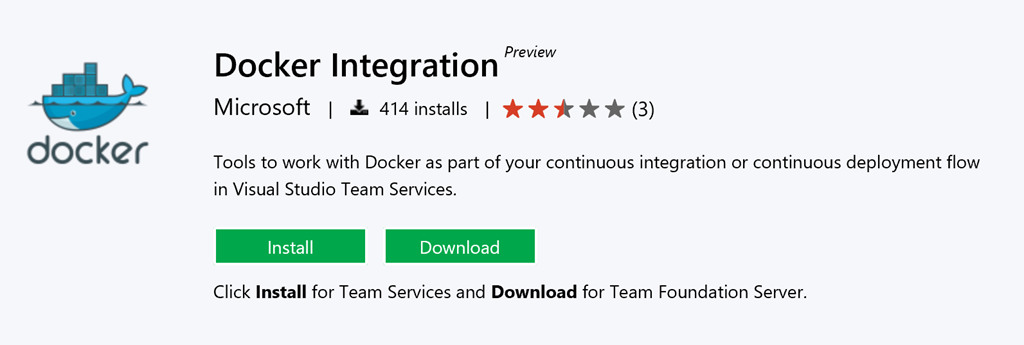 Docker Integration Preview
Microsoft | 414 installs | (3)
docker
Tools to work with Docker as part of your continuous integration or continuous deployment flow
in Visual Studio Team Services.
Install Download
Click Install for Team Services and Download for Team Foundation Server.